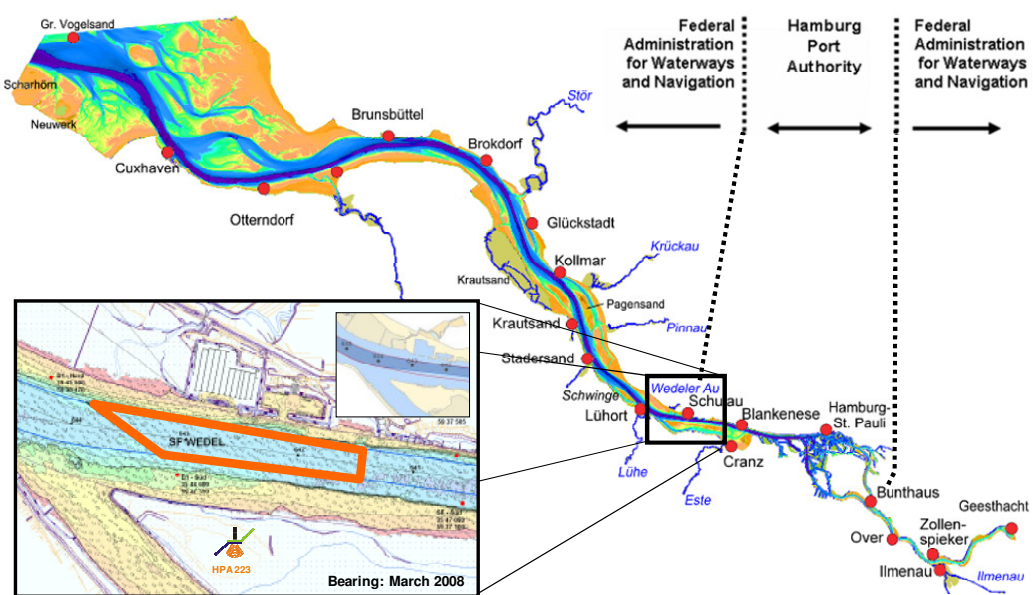 Gr. Vogelsand
Scharhörn
Neuwerk
Cuxhaven
Otterndorf
Brunsbüttel
Brokdorf
Stör
Glückstadt
Kollmar
Krückau
Krautsand
Pagensand
Krautsand
Pinnau
Stadersand
Schwinge
Wedeler Au
Lühort
Schulau
Blankenese
Hamburg-
St. Pauli
Lühe
Cranz
Este
Bunthaus
Geesthacht
Over
Zollen-
spieker
Ilmenau
Ilmenau
Federal
Administration
for Waterways
and Navigation
Hamburg
Port
Authority
Federal
Administration
for Waterways
and Navigation
SF WEDEL
HPA 223
Bearing: March 2008